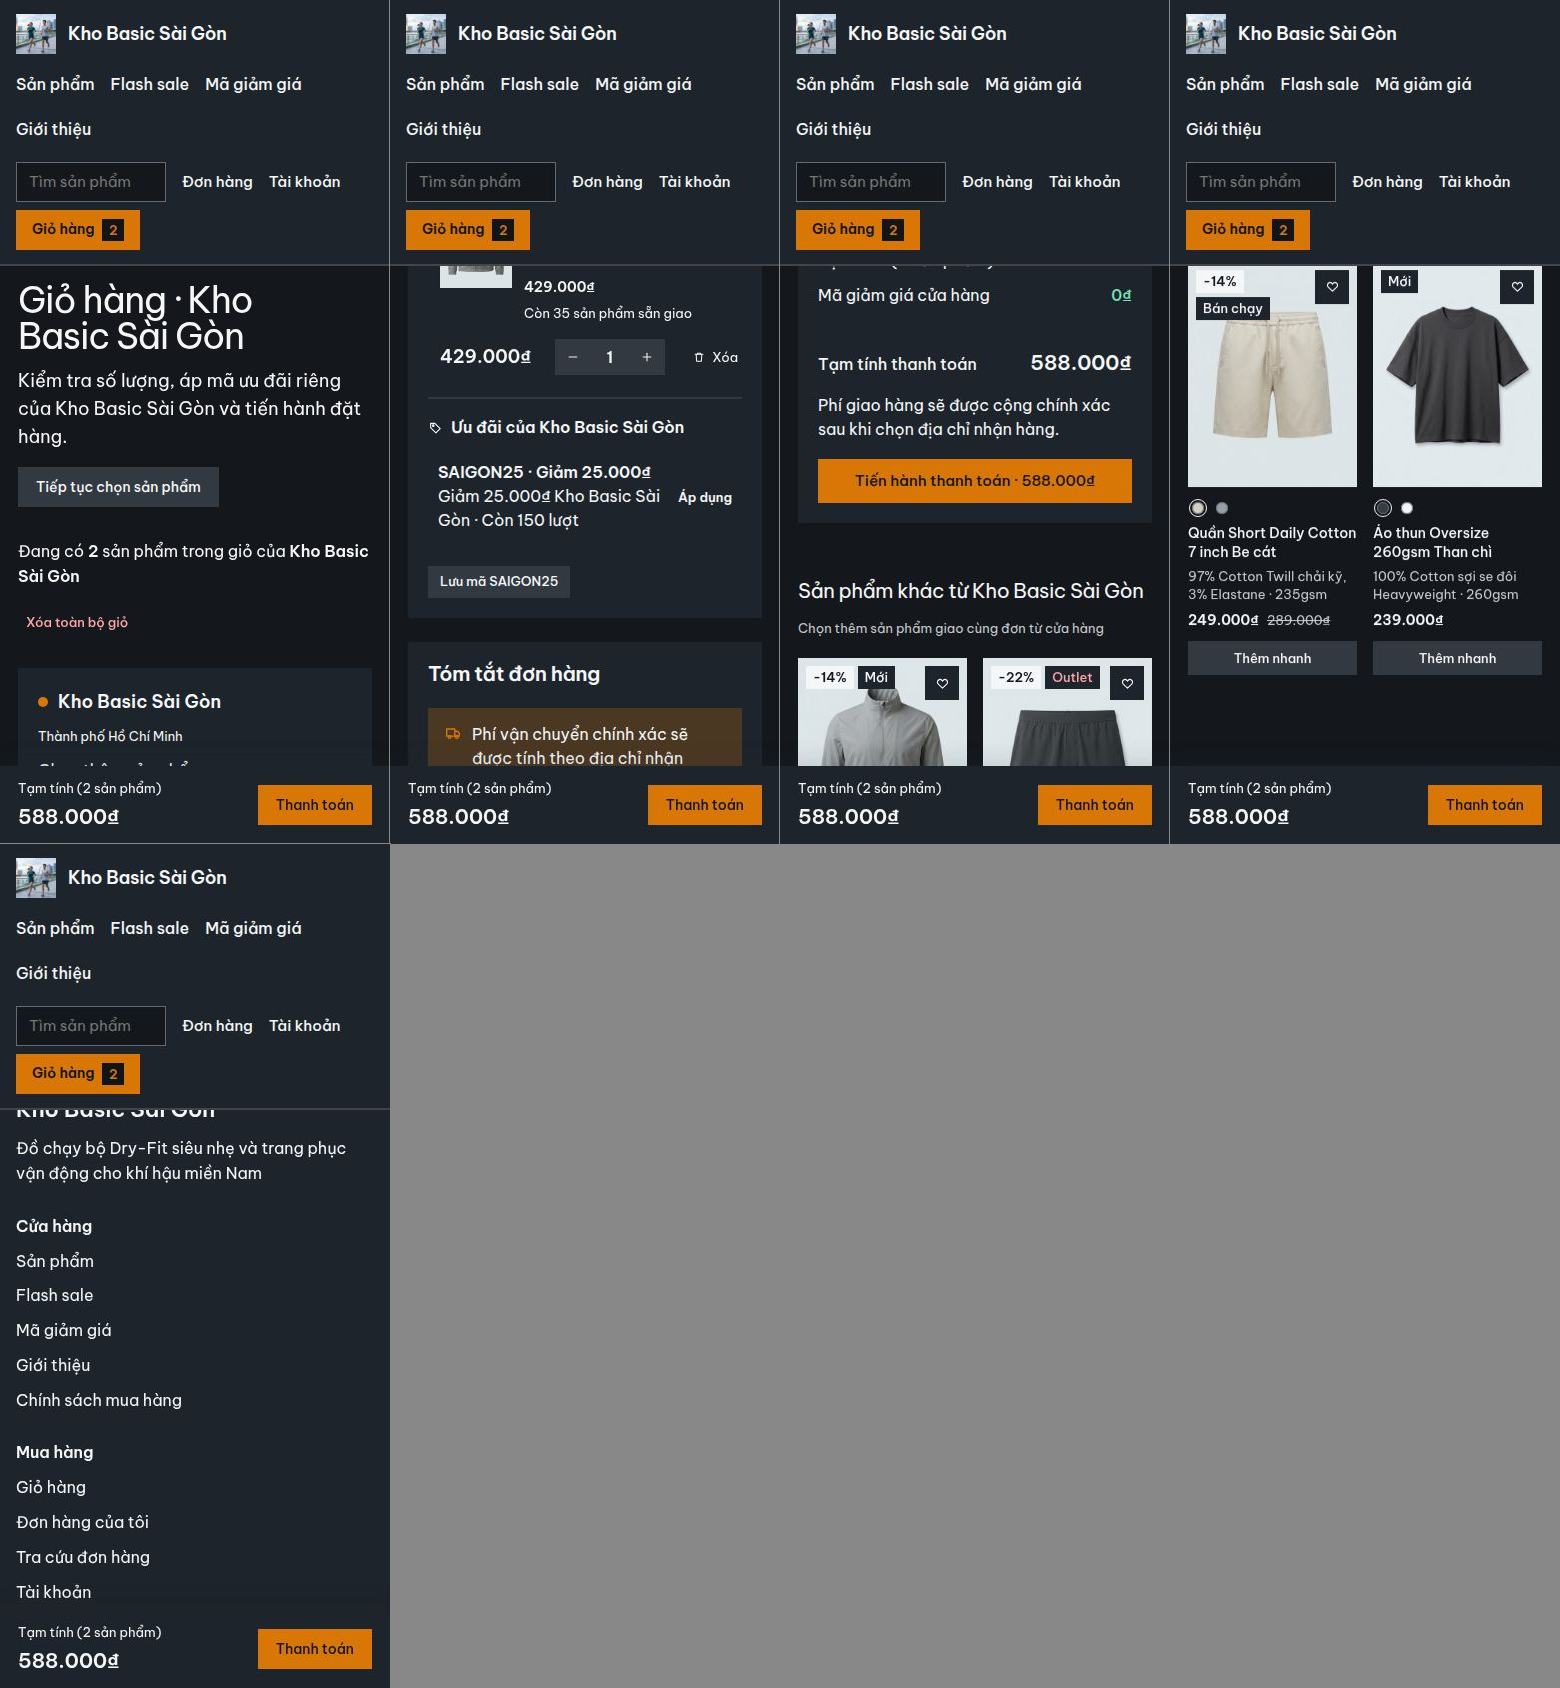 Kho Basic Sài Gòn
Sản phẩm Flash sale Mã giảm giá
Giới thiệu
Tìm sản phẩm Đơn hàng Tài khoản
Giỏ hàng 2
Giỏ hàng · Kho
Basic Sài Gòn
Kiểm tra số lượng, áp mã ưu đãi riêng
của Kho Basic Sài Gòn và tiến hành đặt
hàng.
Tiếp tục chọn sản phẩm
Đang có 2 sản phẩm trong giỏ của Kho Basic
Sài Gòn
Xóa toàn bộ giỏ
Kho Basic Sài Gòn
Thành phố Hồ Chí Minh
Tạm tính (2 sản phẩm)
588.000₫ Thanh toán
Kho Basic Sài Gòn
Sản phẩm Flash sale Mã giảm giá
Giới thiệu
Tìm sản phẩm Đơn hàng Tài khoản
Giỏ hàng 2
429.000₫
Còn 35 sản phẩm sẵn giao
429.000₫ − 1 + Xóa
Ưu đãi của Kho Basic Sài Gòn
SAIGON25 · Giảm 25.000₫
Giảm 25.000₫ Kho Basic Sài Áp dụng
Gòn · Còn 150 lượt
Lưu mã SAIGON25
Tóm tắt đơn hàng
Phí vận chuyển chính xác sẽ
được tính theo địa chỉ nhận
Tạm tính (2 sản phẩm)
588.000₫ Thanh toán
Kho Basic Sài Gòn
Sản phẩm Flash sale Mã giảm giá
Giới thiệu
Tìm sản phẩm Đơn hàng Tài khoản
Giỏ hàng 2
Mã giảm giá cửa hàng 0₫
Tạm tính thanh toán 588.000₫
Phí giao hàng sẽ được cộng chính xác
sau khi chọn địa chỉ nhận hàng.
Tiến hành thanh toán · 588.000₫
Sản phẩm khác từ Kho Basic Sài Gòn
Chọn thêm sản phẩm giao cùng đơn từ cửa hàng
-14% Mới -22% Outlet
Tạm tính (2 sản phẩm)
588.000₫ Thanh toán
Kho Basic Sài Gòn
Sản phẩm Flash sale Mã giảm giá
Giới thiệu
Tìm sản phẩm Đơn hàng Tài khoản
Giỏ hàng 2
-14%
Bán chạy
Quần Short Daily Cotton
7 inch Be cát
97% Cotton Twill chải kỹ,
3% Elastane · 235gsm
249.000₫ 289.000₫
Thêm nhanh
Mới
Áo thun Oversize
260gsm Than chì
100% Cotton sợi se đôi
Heavyweight · 260gsm
239.000₫
Thêm nhanh
Tạm tính (2 sản phẩm)
588.000₫ Thanh toán
Kho Basic Sài Gòn
Sản phẩm Flash sale Mã giảm giá
Giới thiệu
Tìm sản phẩm Đơn hàng Tài khoản
Giỏ hàng 2
Kho Basic Sài Gòn
Đồ chạy bộ Dry-Fit siêu nhẹ và trang phục
vận động cho khí hậu miền Nam
Cửa hàng
Sản phẩm
Flash sale
Mã giảm giá
Giới thiệu
Chính sách mua hàng
Mua hàng
Giỏ hàng
Đơn hàng của tôi
Tra cứu đơn hàng
Tài khoản
Tạm tính (2 sản phẩm)
588.000₫ Thanh toán